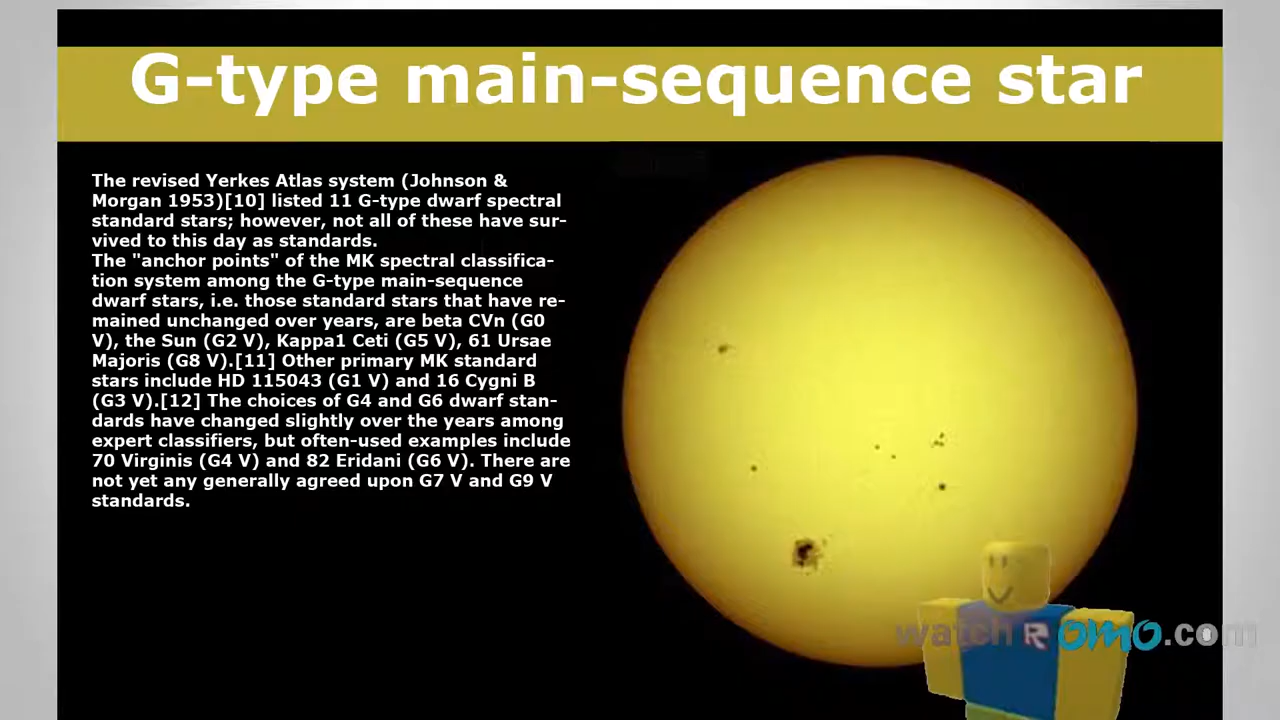 G-type main-sequence star
The revised Yerkes Atlas system (Johnson &
Morgan 1953)[10] listed 11 G-type dwarf spectral
standard stars; however, not all of these have sur-
vived to this day as standards.
The "anchor points" of the MK spectral classifica-
tion system among the G-type main-sequence
dwarf stars, i.e. those standard stars that have re-
mained unchanged over years, are beta CVn (G0
V), the Sun (G2 V), Kappa1 Ceti (G5 V), 61 Ursae
Majoris (G8 V).[11] Other primary MK standard
stars include HD 115043 (G1 V) and 16 Cygni B
(G3 V).[12] The choices of G4 and G6 dwarf stan-
dards have changed slightly over the years among
expert classifiers, but often-used examples include
70 Virginis (G4 V) and 82 Eridani (G6 V). There are
not yet any generally agreed upon G7 V and G9 V
standards.
watchROMO.com